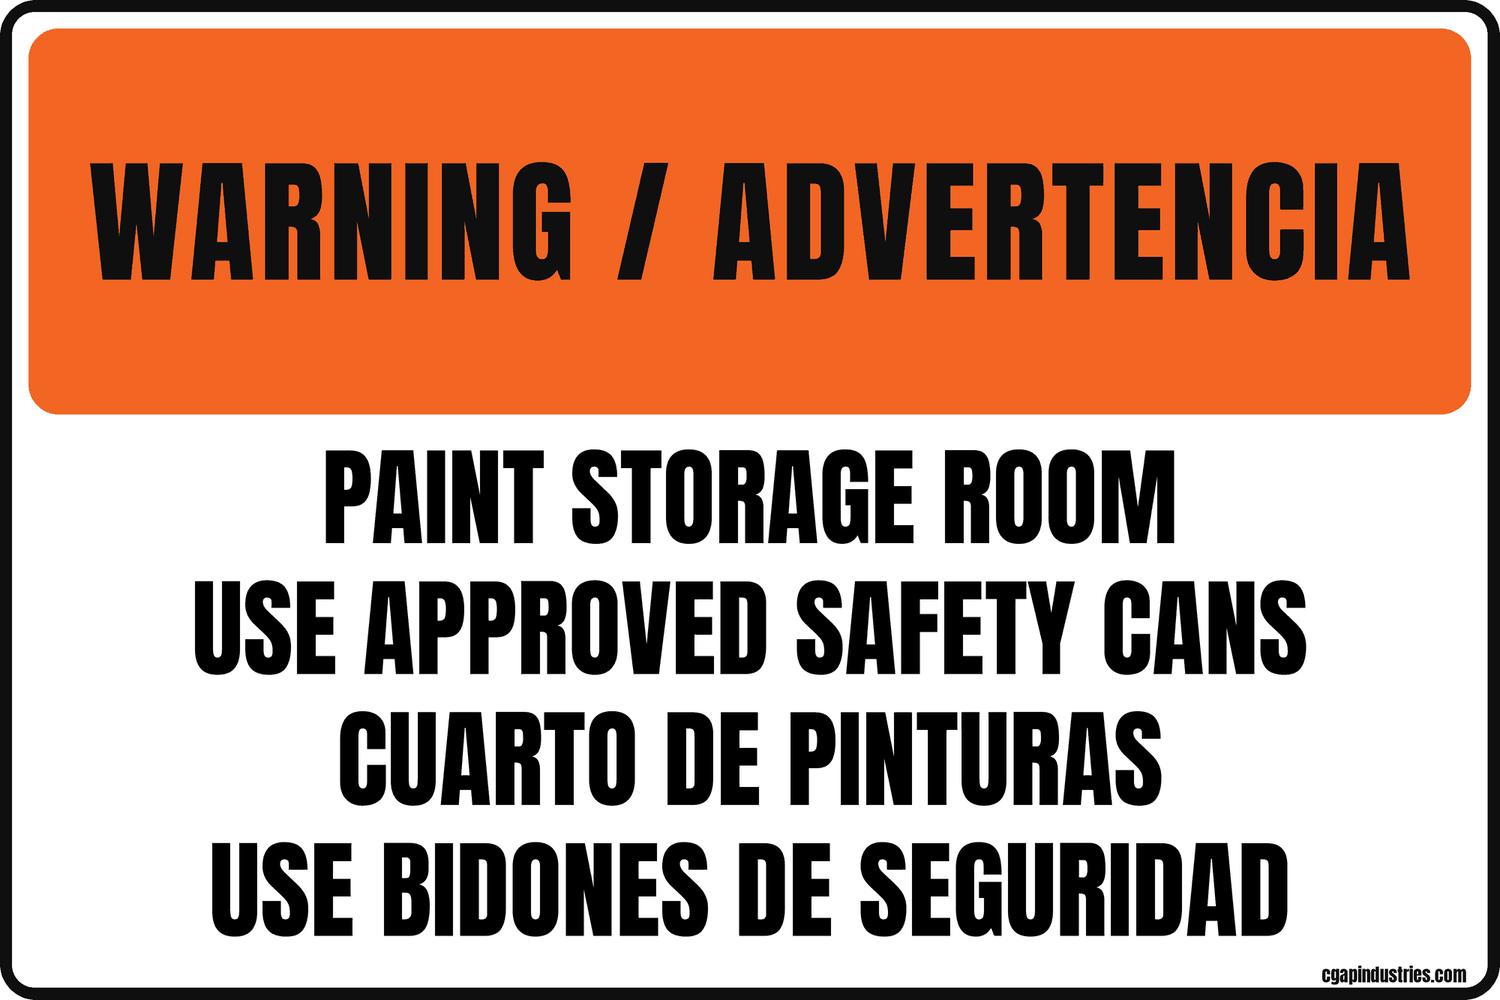 WARNING / ADVERTENCIA
PAINT STORAGE ROOM
USE APPROVED SAFETY CANS
CUARTO DE PINTURAS
USE BIDONES DE SEGURIDAD
cgapindustries.com